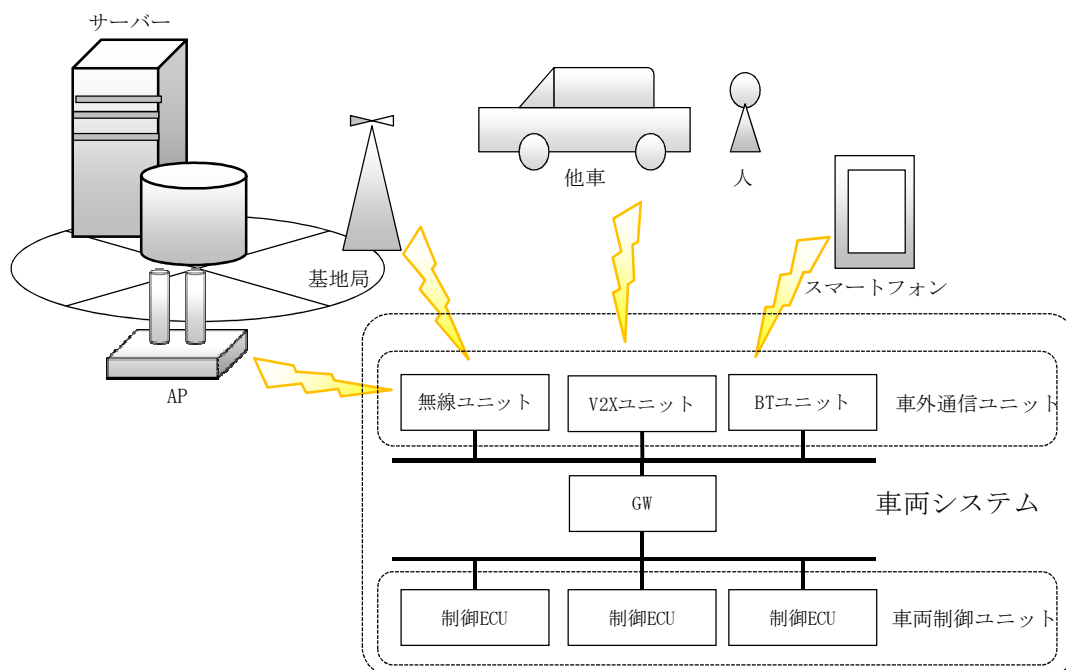 サーバー
他車
人
基地局
スマートフォン
AP
無線ユニット
V2Xユニット
BTユニット
車外通信ユニット
GW
車両システム
制御ECU
制御ECU
制御ECU
車両制御ユニット